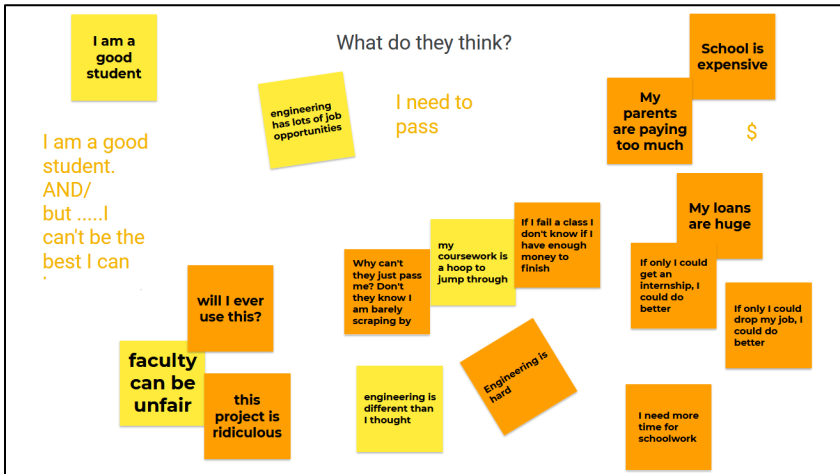 What do they think?
I am a
good
student
School is
expensive
engineering
has lots of job
opportunities
I need to
pass
My
parents
are paying
too much
$
I am a good
student.
AND/
but .....I
can't be the
best I can
My loans
are huge
If I fail a class I
don't know if I
have enough
money to
finish
my
coursework is
a hoop to
jump through
Why can't
they just pass
me? Don't
they know I
am barely
scraping by
If only I could
get an
internship, I
could do
better
If only I could
drop my job, I
could do
better
will I ever
use this?
faculty
can be
unfair
this
project is
ridiculous
engineering is
different than
I thought
Engineering is
hard
I need more
time for
schoolwork